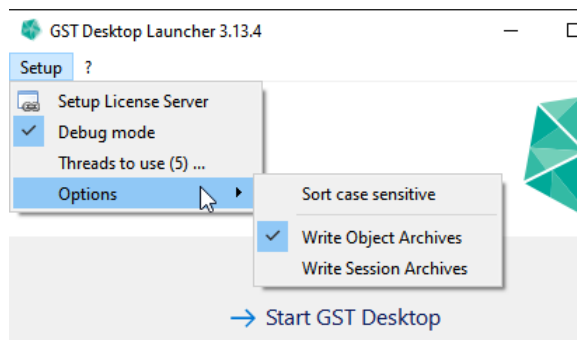 GST Desktop Launcher 3.13.4
Setup ?
Setup License Server
Debug mode
Threads to use (5) ...
Options
Sort case sensitive
Write Object Archives
Write Session Archives
Start GST Desktop